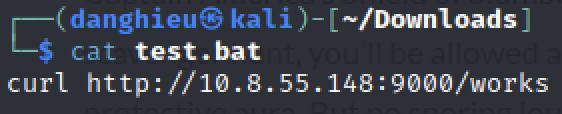 ┌──(danghieu㉿kali)-[~/Downloads]
└─$ cat test.bat
curl http://10.8.55.148:9000/works